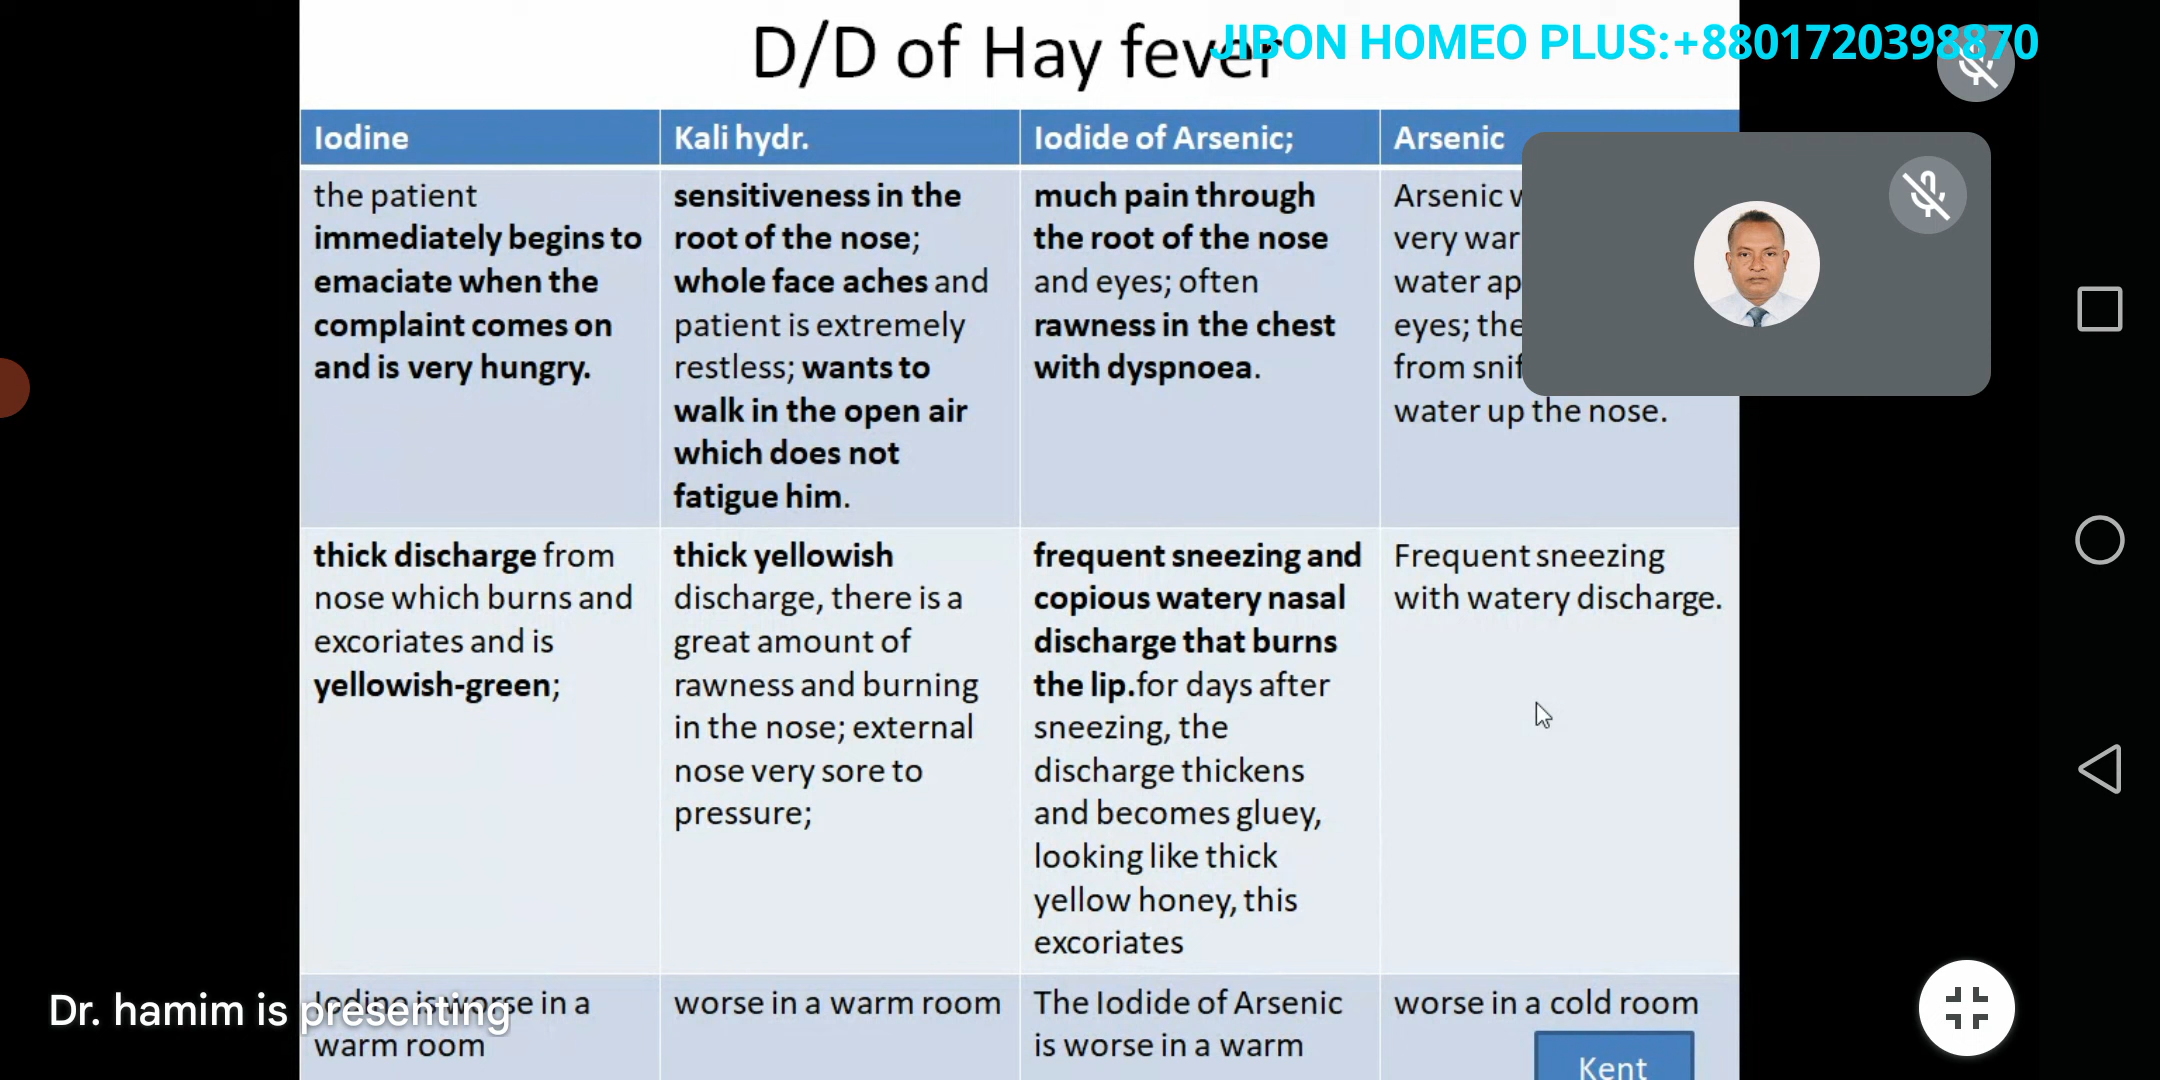 D/D of Hay fever
JIBON HOMEO PLUS:+8801720398870
Iodine
the patient
immediately begins to
emaciate when the
complaint comes on
and is very hungry.
Kali hydr.
sensitiveness in the
root of the nose;
whole face aches and
patient is extremely
restless; wants to
walk in the open air
which does not
fatigue him.
Iodide of Arsenic;
much pain through
the root of the nose
and eyes; often
rawness in the chest
with dyspnoea.
Arsenic
Arsenic
very
water
eyes;
from
water up the nose.
thick discharge from
nose which burns and
excoriates and is
yellowish-green;
thick yellowish
discharge, there is a
great amount of
rawness and burning
in the nose; external
nose very sore to
pressure;
frequent sneezing and
copious watery nasal
discharge that burns
the lip.for days after
sneezing, the
discharge thickens
and becomes gluey,
looking like thick
yellow honey, this
excoriates
Frequent sneezing
with watery discharge.
Iodine is worse in a
warm room
worse in a warm room
The Iodide of Arsenic
is worse in a warm
worse in a cold room
Kent
Dr. hamim is presenting